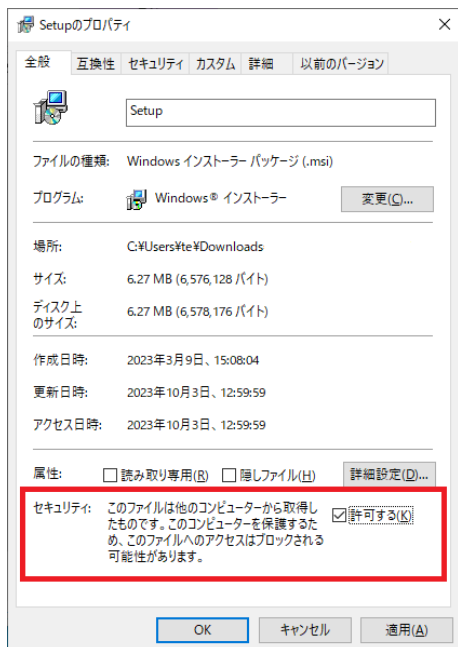 Setupのプロパティ
全般 互換性 セキュリティ カスタム 詳細 以前のバージョン
Setup
ファイルの種類: Windows インストーラー パッケージ (.msi)
プログラム: Windows® インストーラー 変更(C)...
場所: C:¥Users¥te¥Downloads
サイズ: 6.27 MB (6,576,128 バイト)
ディスク上
のサイズ: 6.27 MB (6,578,176 バイト)
作成日時: 2023年3月9日、15:08:04
更新日時: 2023年10月3日、12:59:59
アクセス日時: 2023年10月3日、12:59:59
属性: 読み取り専用(R) 隠しファイル(H) 詳細設定(D)...
セキュリティ: このファイルは他のコンピューターから取得し
たものです。このコンピューターを保護するた 許可する(K)
め、このファイルへのアクセスはブロックされる
可能性があります。
OK キャンセル 適用(A)